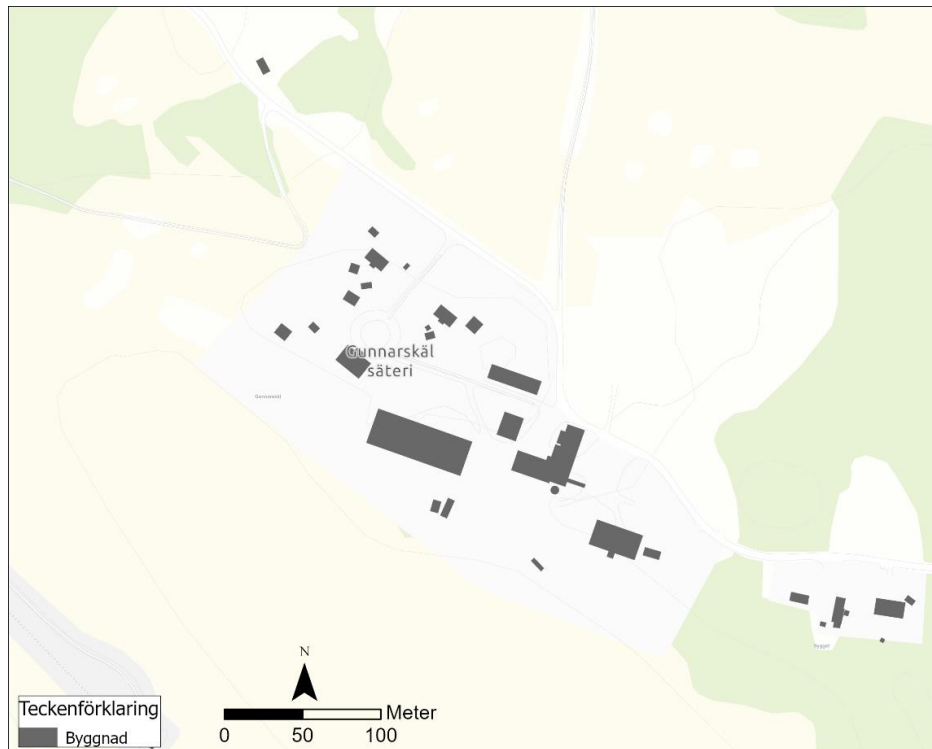 Gunnarskäl
säteri
N
Teckenförklaring
Byggnad
Meter
0 50 100